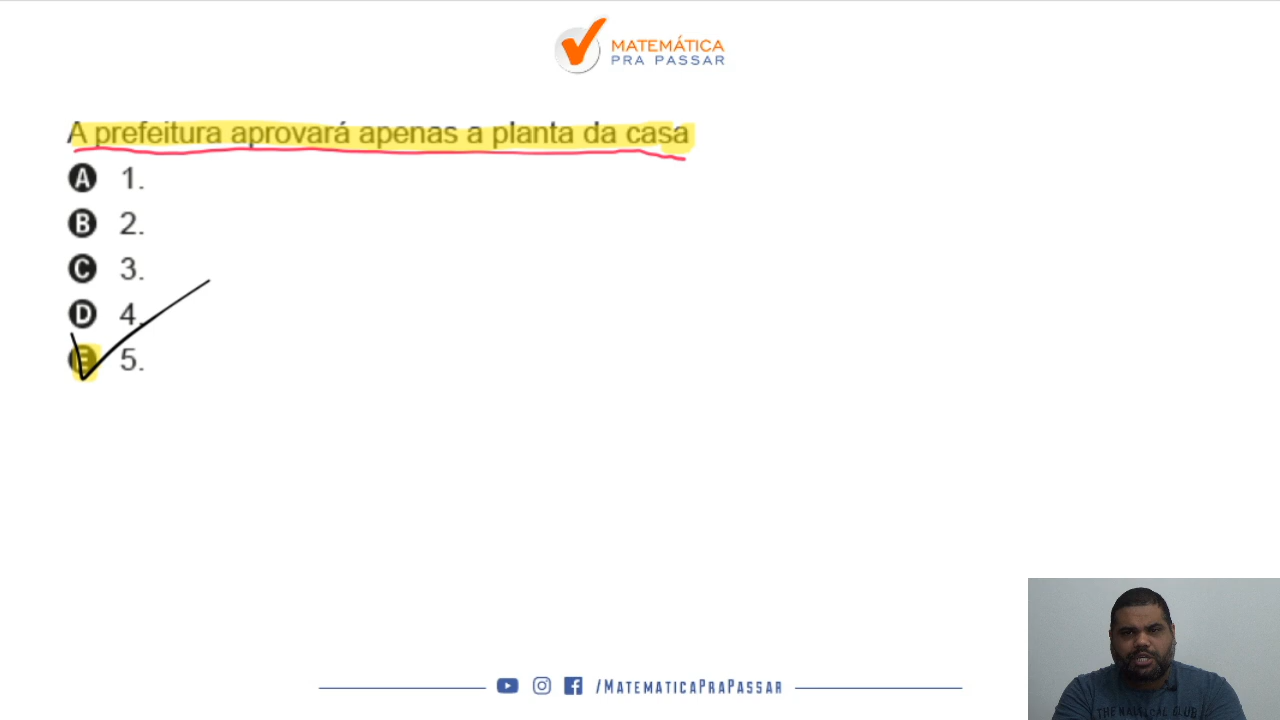 MATEMÁTICA
PRA PASSAR
A prefeitura aprovará apenas a planta da casa
A 1.
B 2.
C 3.
D 4.
E 5.
/MATEMATICAPRAPASSAR